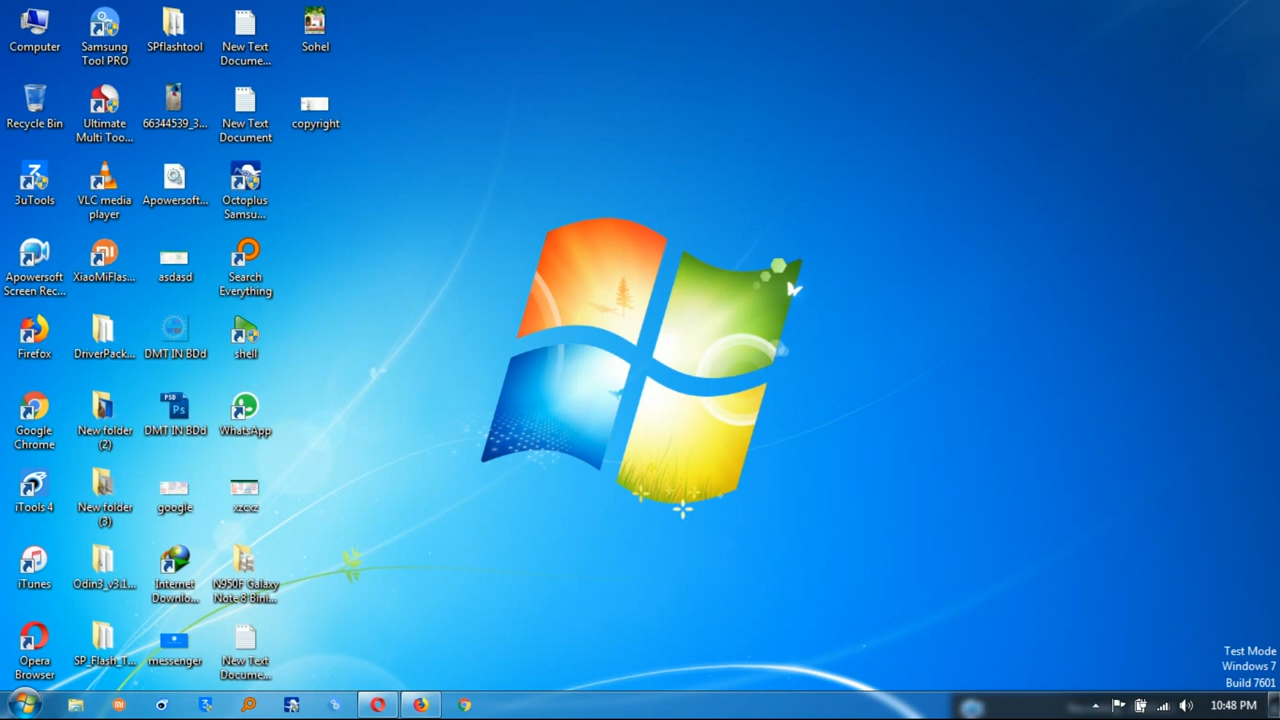 Computer
Samsung
Tool PRO
SPflashtool
New Text
Docume...
Sohel
Recycle Bin
Ultimate
Multi Too...
66344539_3...
New Text
Document
copyright
3uTools
VLC media
player
Apowersoft...
Octoplus
Samsu...
Apowersoft
Screen Rec...
XiaoMiFlas...
asdasd
Search
Everything
Firefox
DriverPack...
DMT IN BDd
shell
Google
Chrome
New folder
(2)
PSD
Ps
DMT IN BDd
WhatsApp
iTools 4
New folder
(3)
google
xzcxz
iTunes
Odin3_v3.1...
Internet
Downlo...
N950F Galaxy
Note 8 Bini...
Opera
Browser
SP_Flash_T...
messenger
New Text
Docume...
Test Mode
Windows 7
Build 7601
10:48 PM